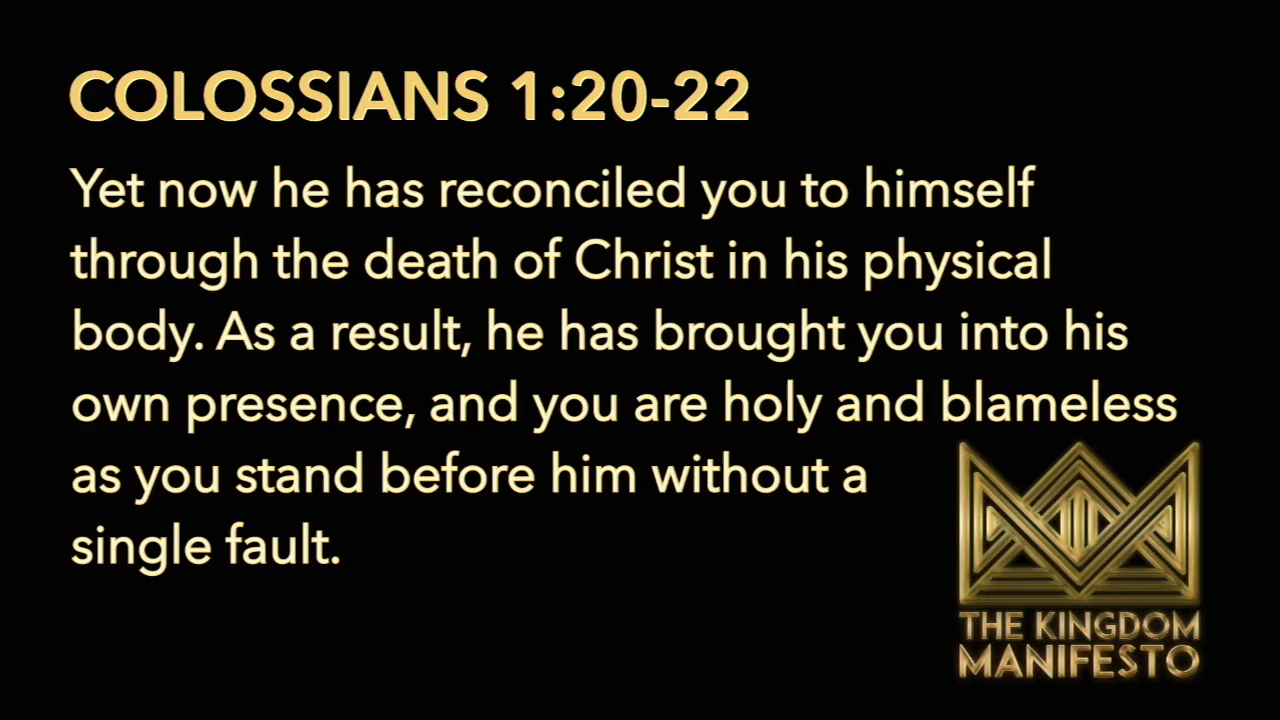 COLOSSIANS 1:20-22
Yet now he has reconciled you to himself
through the death of Christ in his physical
body. As a result, he has brought you into his
own presence, and you are holy and blameless
as you stand before him without a
single fault.
THE KINGDOM
MANIFESTO